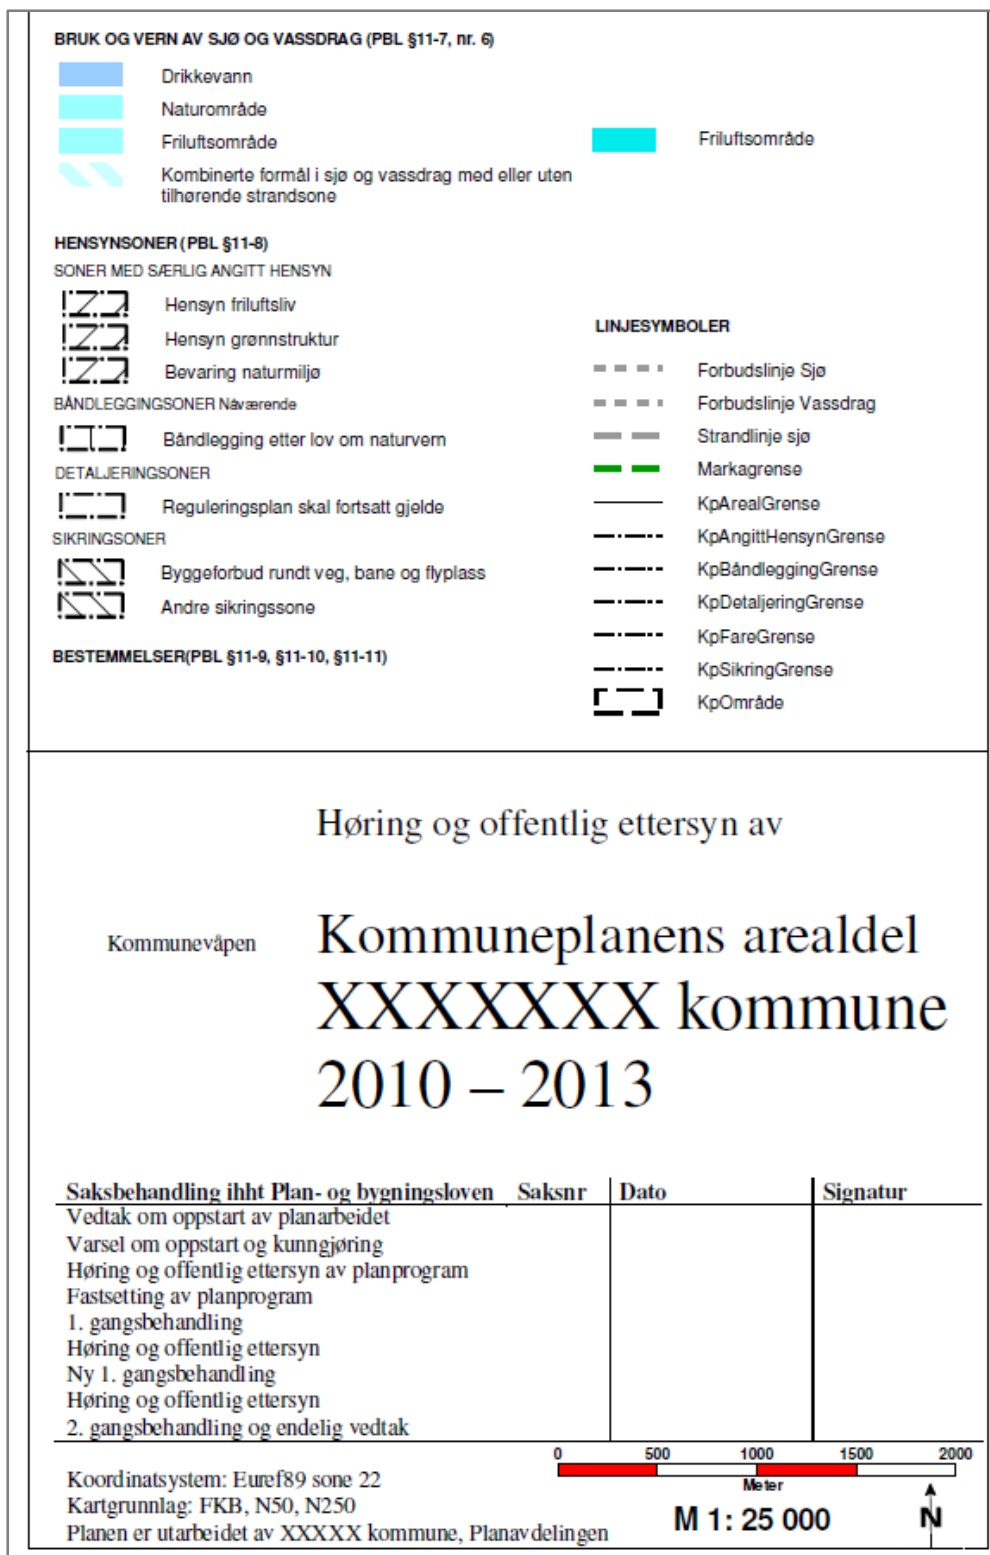 BRUK OG VERN AV SJØ OG VASSDRAG (PBL §11-7, nr. 6)
Drikkevann
Naturområde
Friluftsområde
Kombinerte formål i sjø og vassdrag med eller uten
tilhørende strandsone
Friluftsområde
HENSYNSONER (PBL §11-8)
SONER MED SÆRLIG ANGITT HENSYN
Hensyn friluftsliv
Hensyn grønnstruktur
Bevaring naturmiljø
BÅNDLEGGINGSONER Nåværende
Båndlegging etter lov om naturvern
DETALJERINGSONER
Reguleringsplan skal fortsatt gjelde
SIKRINGSONER
Byggeforbud rundt veg, bane og flyplass
Andre sikringssone
BESTEMMELSER(PBL §11-9, §11-10, §11-11)
LINJESYMBOLER
Forbudslinje Sjø
Forbudslinje Vassdrag
Strandlinje sjø
Markagrense
KpArealGrense
KpAngittHensynGrense
KpBåndleggingGrense
KpDetaljeringGrense
KpFareGrense
KpSikringGrense
KpOmråde
Høring og offentlig ettersyn av
Kommunevåpen
Kommuneplanens arealdel
XXXXXXX kommune
2010 – 2013
Saksbehandling ihht Plan- og bygningsloven Saksnr Dato Signatur
Vedtak om oppstart av planarbeidet
Varsel om oppstart og kunngjøring
Høring og offentlig ettersyn av planprogram
Fastsetting av planprogram
1. gangsbehandling
Høring og offentlig ettersyn
Ny 1. gangsbehandling
Høring og offentlig ettersyn
2. gangsbehandling og endelig vedtak
0 500 1000 1500 2000
Meter
Koordinatsystem: Euref89 sone 22
Kartgrunnlag: FKB, N50, N250
Planen er utarbeidet av XXXXX kommune, Planavdelingen
M 1: 25 000
N